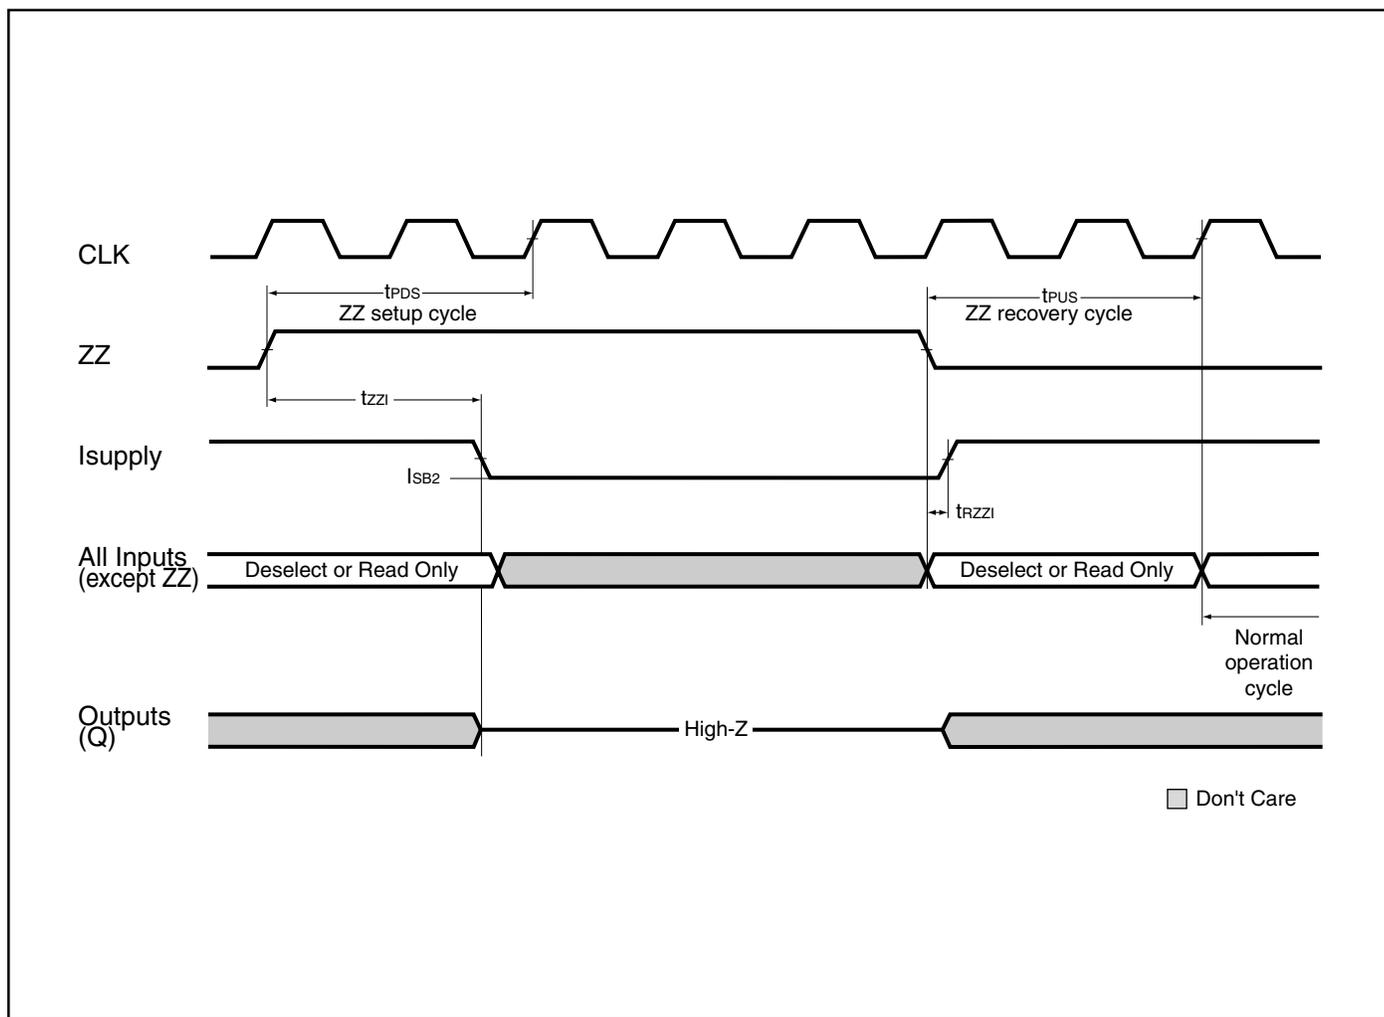 CLK
tPDS
ZZ setup cycle
tPUS
ZZ recovery cycle
ZZ
tZZI
Isupply
ISB2
tRZZI
All Inputs
(except ZZ)
Deselect or Read Only
Deselect or Read Only
Normal
operation
cycle
Outputs
(Q)
High-Z
Don't Care